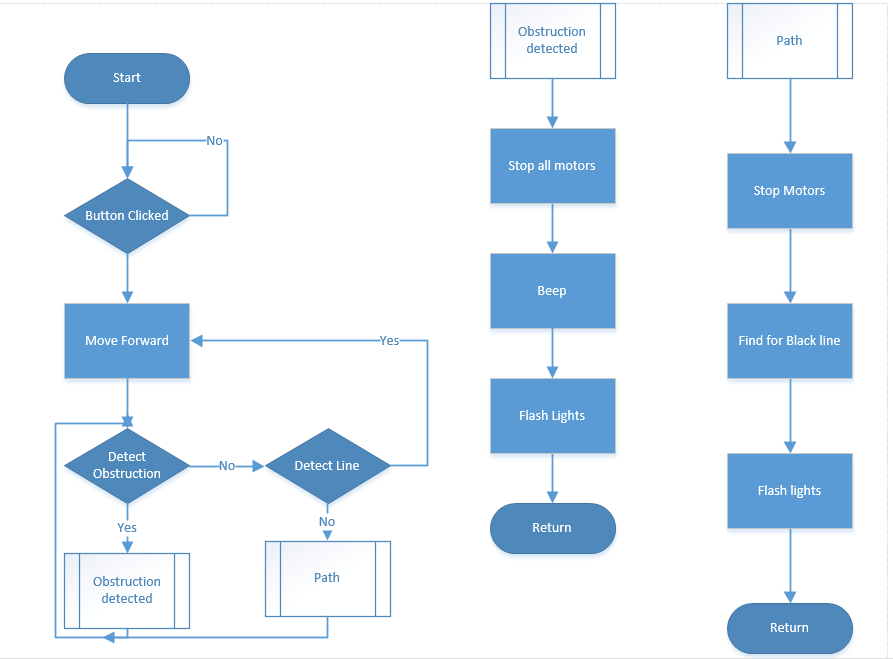 Start
No
Button Clicked
Move Forward
Yes
Detect
Obstruction
No
Detect Line
Yes
No
Obstruction
detected
Path
Obstruction
detected
Stop all motors
Beep
Flash Lights
Return
Path
Stop Motors
Find for Black line
Flash lights
Return